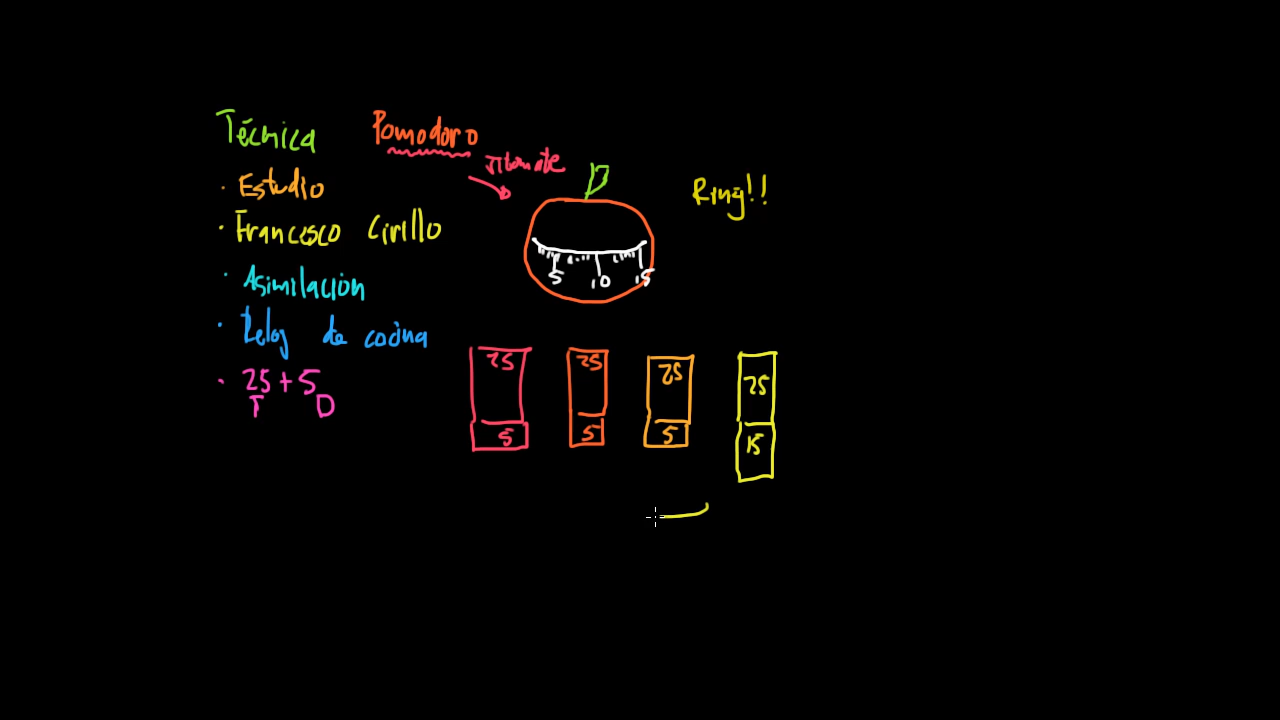 Técnica Pomodoro
Jitomate
· Estudio
Ring!!
· Francesco Cirillo
5 10 15
· Asimilación
· Reloj de cocina
25 25 25 25
· 25 + 5
T D
5 5 5 15